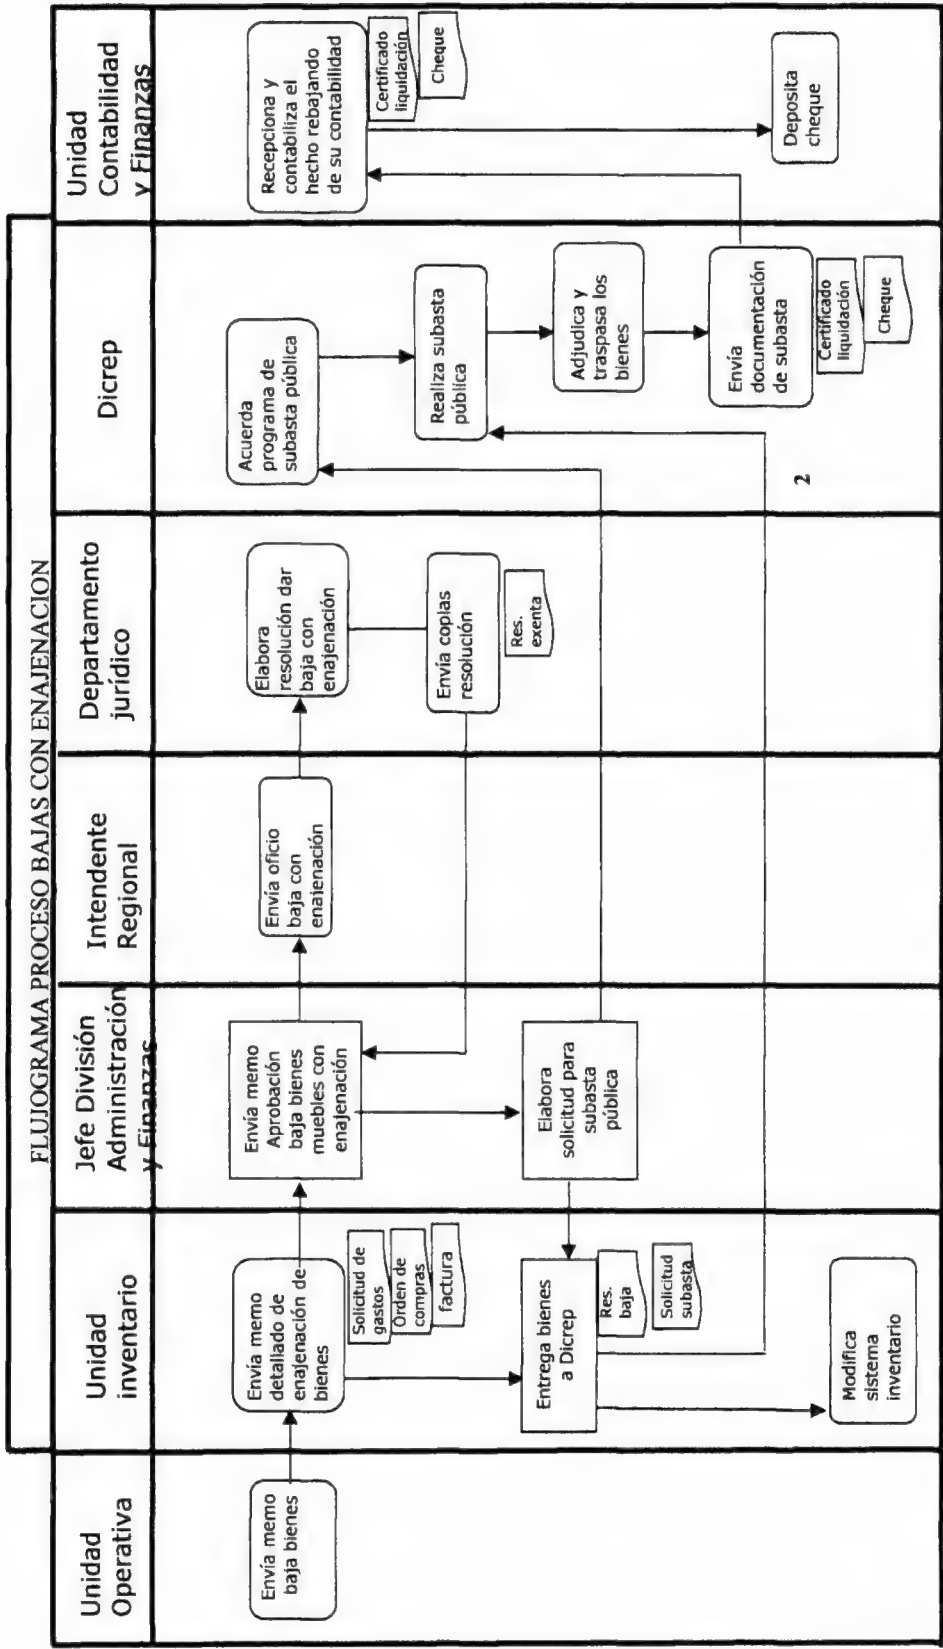 FLUJOGRAMA PROCESO BAJAS CON ENAJENACION
Unidad
Operativa
Unidad
inventario
Jefe División
Administración
y Finanzas
Intendente
Regional
Departamento
jurídico
Dicrep
Unidad
Contabilidad
y Finanzas
Envía memo
baja bienes
Envía memo
detallado de
enajenación de
bienes
Solicitud de
gastos
Orden de
compras
factura
Entrega bienes
a Dicrep
Res.
baja
Solicitud
subasta
Modifica
sistema
inventario
Envía memo
Aprobación
baja bienes
muebles con
enajenación
Elabora
solicitud para
subasta
pública
Envía oficio
baja con
enajenación
Elabora
resolución dar
baja con
enajenación
Envía copias
resolución
Res.
exenta
Acuerda
programa de
subasta pública
Realiza subasta
pública
Adjudica y
traspasa los
bienes
Envía
documentación
de subasta
Certificado
liquidación
Cheque
2
Recepciona y
contabiliza el
hecho rebajando
de su contabilidad
Certificado
liquidación
Cheque
Deposita
cheque